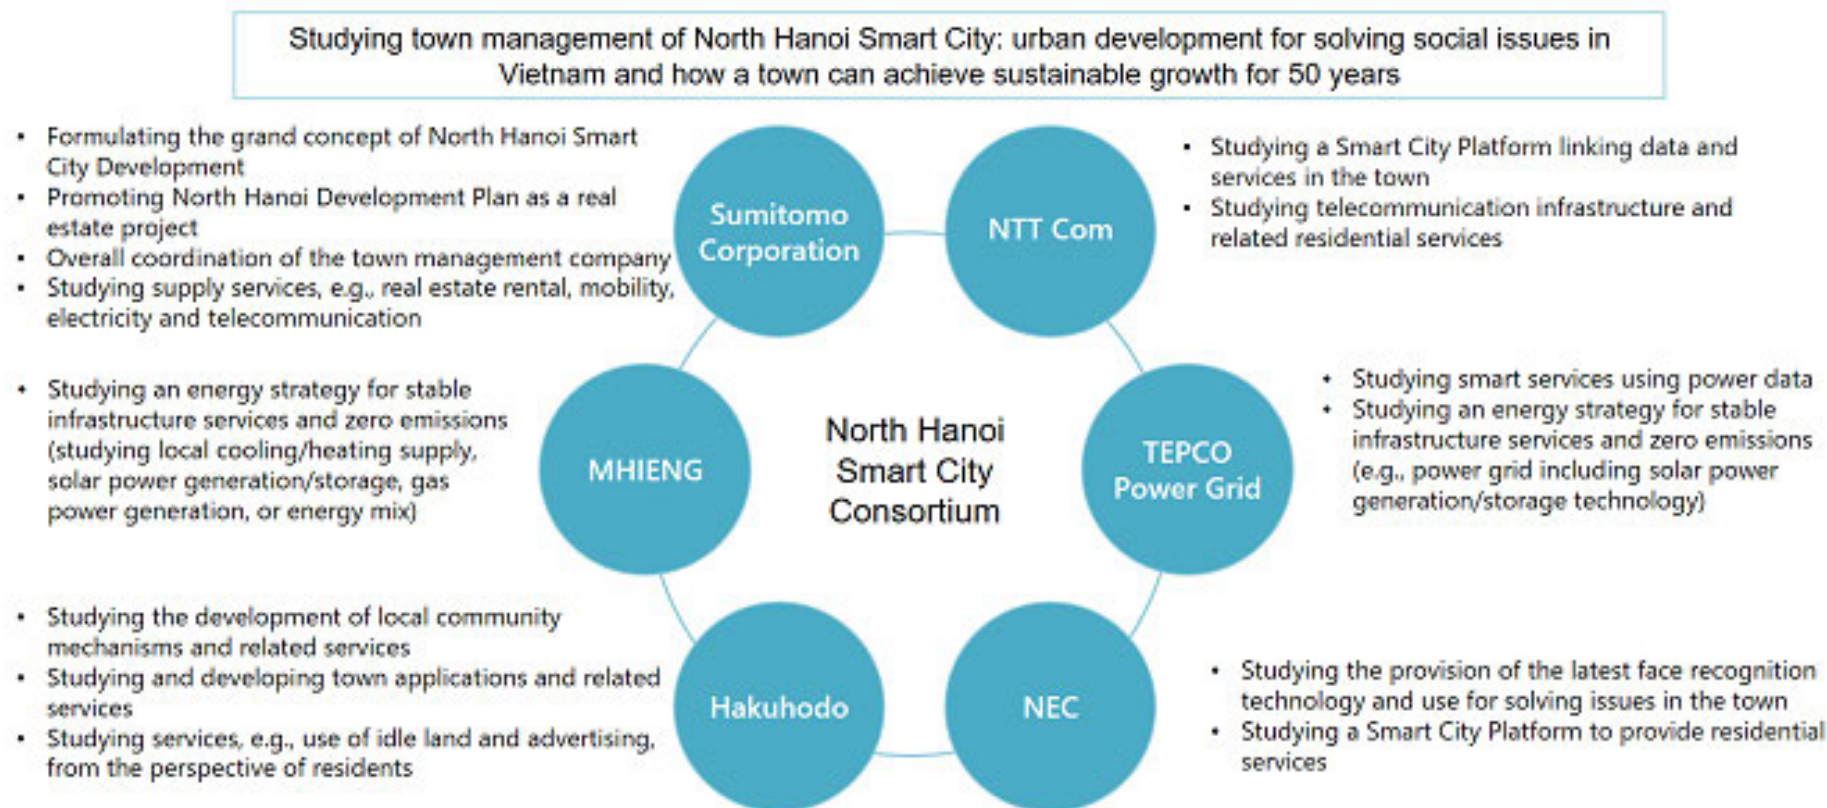 Studying town management of North Hanoi Smart City: urban development for solving social issues in
Vietnam and how a town can achieve sustainable growth for 50 years
• Formulating the grand concept of North Hanoi Smart
City Development
• Promoting North Hanoi Development Plan as a real
estate project
• Overall coordination of the town management company
• Studying supply services, e.g., real estate rental, mobility,
electricity and telecommunication
Sumitomo
Corporation
NTT Com
• Studying a Smart City Platform linking data and
services in the town
• Studying telecommunication infrastructure and
related residential services
• Studying an energy strategy for stable
infrastructure services and zero emissions
(studying local cooling/heating supply,
solar power generation/storage, gas
power generation, or energy mix)
MHIENG
North Hanoi
Smart City
Consortium
TEPCO
Power Grid
• Studying smart services using power data
• Studying an energy strategy for stable
infrastructure services and zero emissions
(e.g., power grid including solar power
generation/storage technology)
• Studying the development of local community
mechanisms and related services
• Studying and developing town applications and related
services
• Studying services, e.g., use of idle land and advertising,
from the perspective of residents
Hakuhodo
NEC
• Studying the provision of the latest face recognition
technology and use for solving issues in the town
• Studying a Smart City Platform to provide residential
services